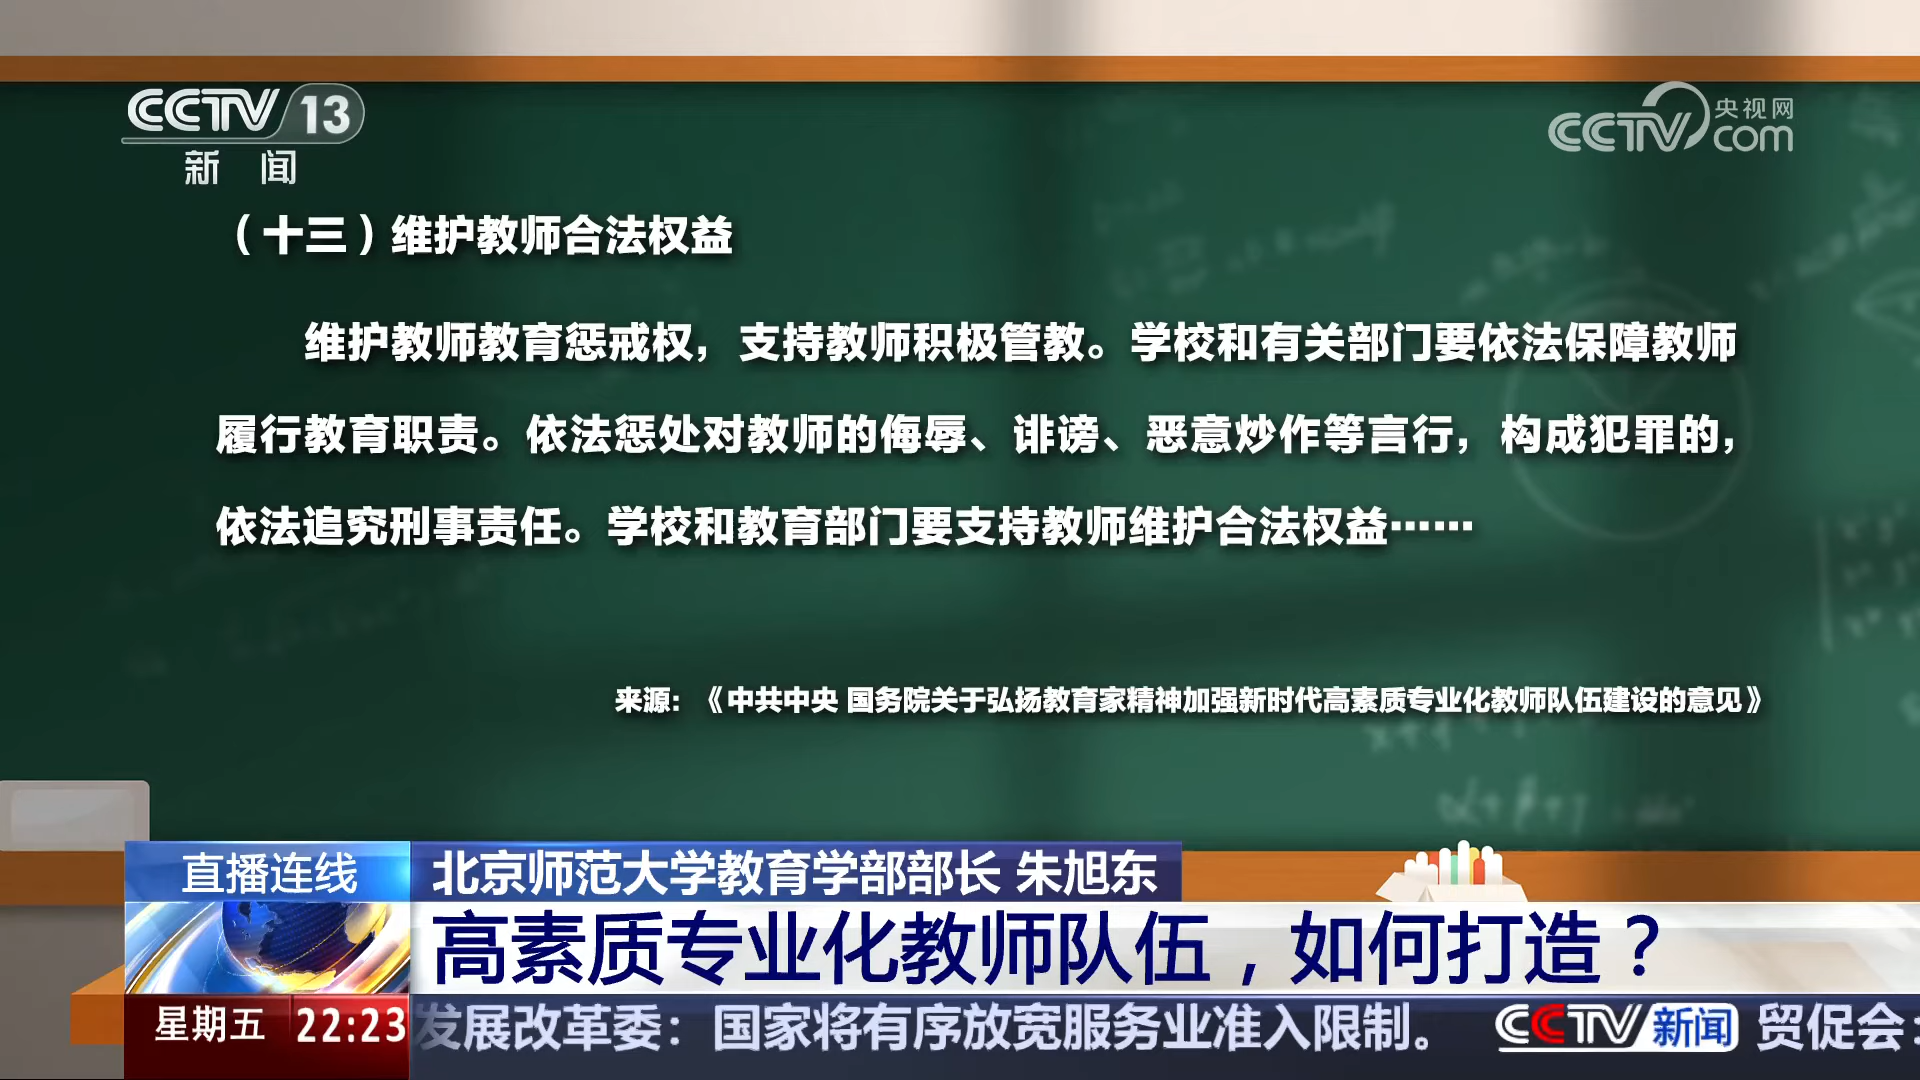 CCTV 13
新 闻
央视网
CCTV com
（十三）维护教师合法权益
维护教师教育惩戒权，支持教师积极管教。学校和有关部门要依法保障教师
履行教育职责。依法惩处对教师的侮辱、诽谤、恶意炒作等言行，构成犯罪的，
依法追究刑事责任。学校和教育部门要支持教师维护合法权益……
来源：《中共中央 国务院关于弘扬教育家精神加强新时代高素质专业化教师队伍建设的意见》
直播连线 北京师范大学教育学部部长 朱旭东
高素质专业化教师队伍，如何打造？
星期五 22:23 发展改革委：国家将有序放宽服务业准入限制。 CCTV新闻 贸促会：